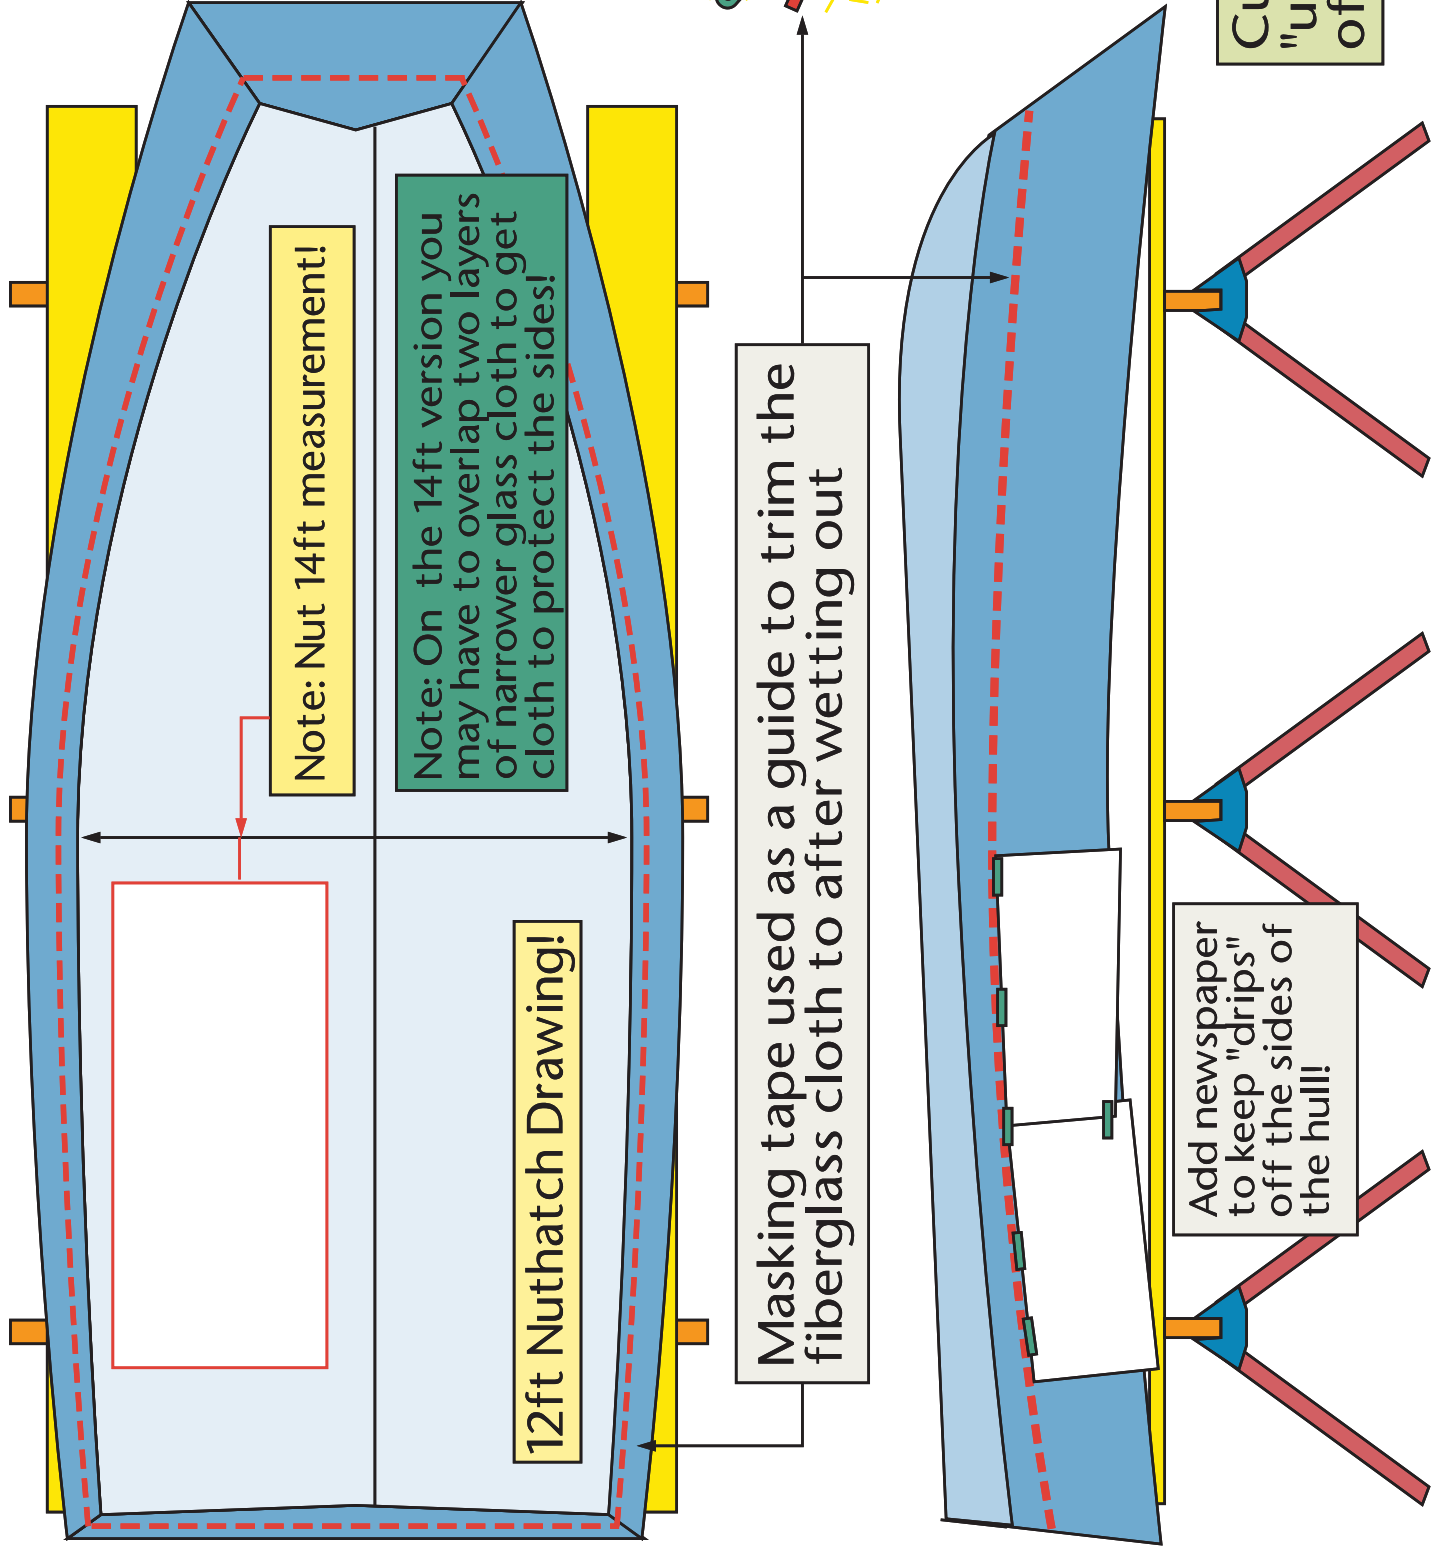 Note: Nut 14ft measurement!
Note: On the 14ft version you
may have to overlap two layers
of narrower glass cloth to get
cloth to protect the sides!
12ft Nuthatch Drawing!
Masking tape used as a guide to trim the
fiberglass cloth to after wetting out
Add newspaper
to keep "drips"
off the sides of
the hull!